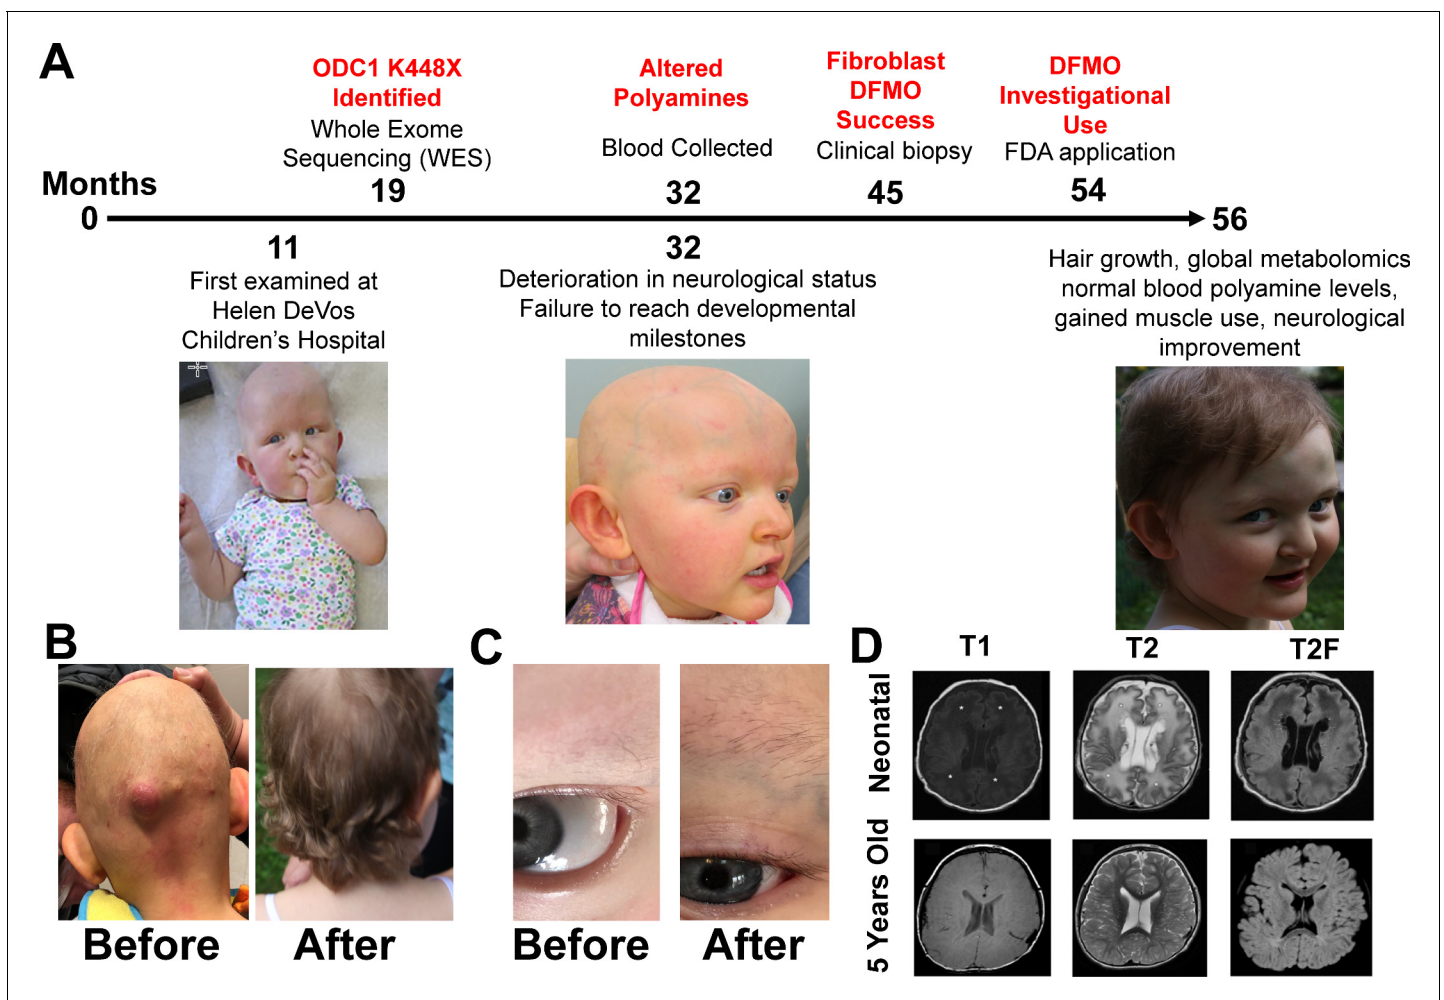 A
ODC1 K448X
Identified
Whole Exome
Sequencing (WES)
19
Altered
Polyamines
Blood Collected
32
Fibroblast
DFMO
Success
Clinical biopsy
45
DFMO
Investigational
Use
FDA application
54
Months
0
56
11
First examined at
Helen DeVos
Children's Hospital
32
Deterioration in neurological status
Failure to reach developmental
milestones
Hair growth, global metabolomics
normal blood polyamine levels,
gained muscle use, neurological
improvement
B
Before
After
C
Before
After
D
T1
T2
T2F
Neonatal
5 Years Old